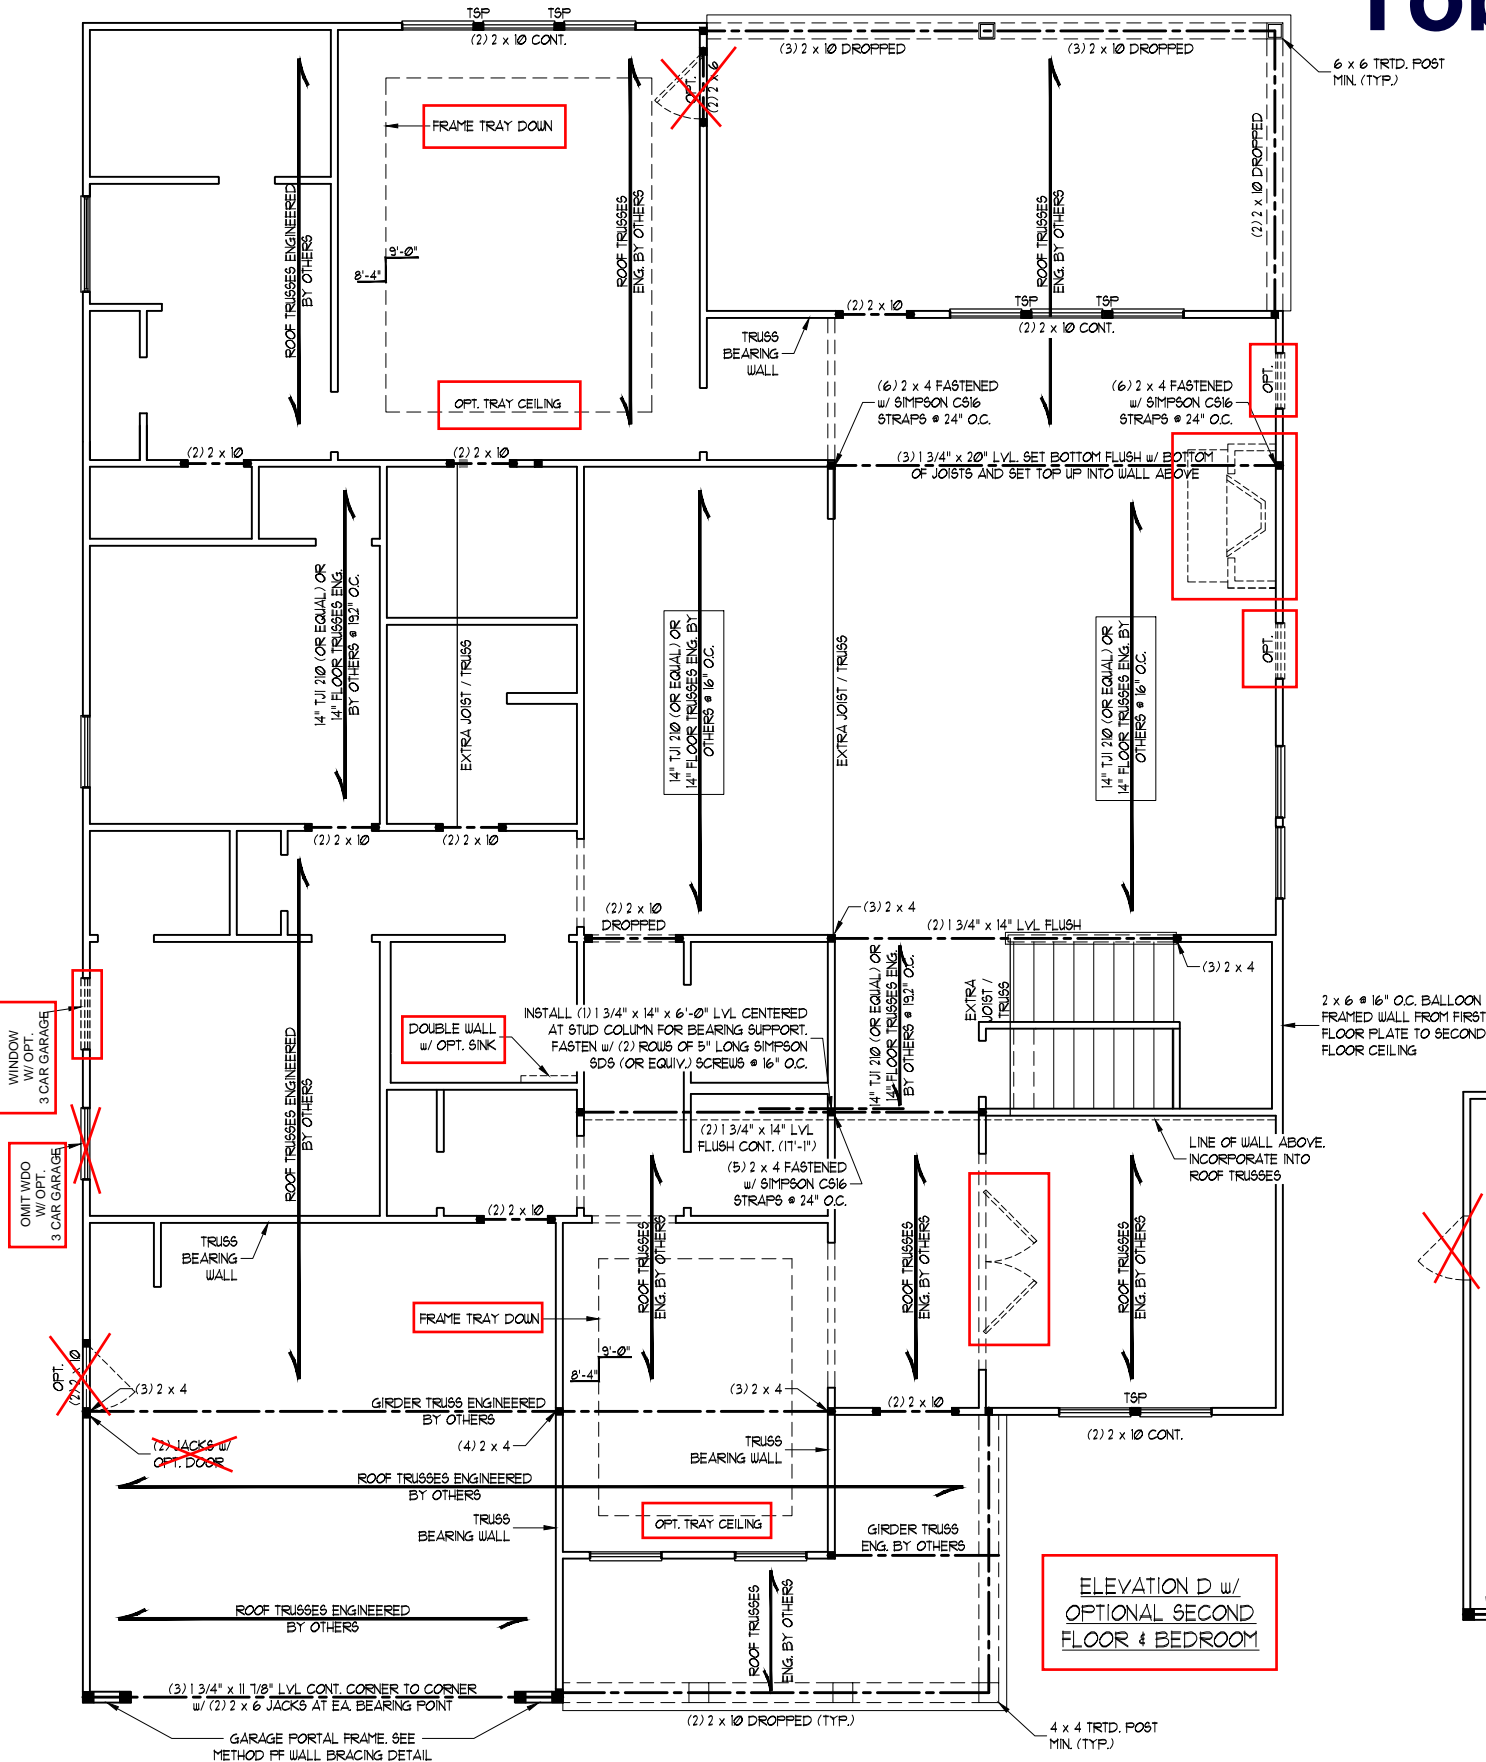 Tob
TSP TSP
(2) 2 x 10 CONT.
(3) 2 x 10 DROPPED
(3) 2 x 10 DROPPED
6 x 6 TRTD. POST
MIN. (TYP.)
OPT.
(2) 2 x 6
FRAME TRAY DOWN
(2) 2 x 10 DROPPED
ROOF TRUSSES ENGINEERED
BY OTHERS
ROOF TRUSSES
ENG. BY OTHERS
ROOF TRUSSES
ENG. BY OTHERS
9'-0"
8'-4"
(2) 2 x 10
TSP TSP
(2) 2 x 10 CONT.
TRUSS
BEARING
WALL
OPT.
(6) 2 x 4 FASTENED
w/ SIMPSON CS16
STRAPS @ 24" O.C.
(6) 2 x 4 FASTENED
w/ SIMPSON CS16
STRAPS @ 24" O.C.
OPT. TRAY CEILING
(2) 2 x 10
(2) 2 x 10
(3) 1 3/4" x 20" LVL. SET BOTTOM FLUSH w/ BOTTOM
OF JOISTS AND SET TOP UP INTO WALL ABOVE
14" TJI 210 (OR EQUAL) OR
14" FLOOR TRUSSES ENG.
BY OTHERS @ 19.2" O.C.
EXTRA JOIST / TRUSS
14" TJI 210 (OR EQUAL) OR
14" FLOOR TRUSSES ENG. BY
OTHERS @ 16" O.C.
EXTRA JOIST / TRUSS
14" TJI 210 (OR EQUAL) OR
14" FLOOR TRUSSES ENG. BY
OTHERS @ 16" O.C.
OPT.
(2) 2 x 10
(2) 2 x 10
(2) 2 x 10
DROPPED
(3) 2 x 4
(2) 1 3/4" x 14" LVL FLUSH
(3) 2 x 4
14" TJI 210 (OR EQUAL) OR
14" FLOOR TRUSSES ENG.
BY OTHERS @ 19.2" O.C.
EXTRA
JOIST /
TRUSS
2 x 6 @ 16" O.C. BALLOON
FRAMED WALL FROM FIRST
FLOOR PLATE TO SECOND
FLOOR CEILING
WINDOW
W/ OPT.
3 CAR GARAGE
DOUBLE WALL
w/ OPT. SINK
INSTALL (1) 1 3/4" x 14" x 6'-0" LVL CENTERED
AT STUD COLUMN FOR BEARING SUPPORT.
FASTEN w/ (2) ROWS OF 5" LONG SIMPSON
SDS (OR EQUIV.) SCREWS @ 16" O.C.
ROOF TRUSSES ENGINEERED
BY OTHERS
OMIT WDO
W/ OPT.
3 CAR GARAGE
(2) 1 3/4" x 14" LVL
FLUSH CONT. (17'-1")
(5) 2 x 4 FASTENED
w/ SIMPSON CS16
STRAPS @ 24" O.C.
LINE OF WALL ABOVE.
INCORPORATE INTO
ROOF TRUSSES
(2) 2 x 10
TRUSS
BEARING
WALL
ROOF TRUSSES
ENG. BY OTHERS
ROOF TRUSSES
ENG. BY OTHERS
ROOF TRUSSES
ENG. BY OTHERS
FRAME TRAY DOWN
9'-0"
8'-4"
OPT.
(2) 2 x 10
(3) 2 x 4
GIRDER TRUSS ENGINEERED
BY OTHERS
(3) 2 x 4
(2) 2 x 10
TSP
(2) 2 x 10 CONT.
(2) JACKS w/
OPT. DOOR
(4) 2 x 4
TRUSS
BEARING WALL
ROOF TRUSSES ENGINEERED
BY OTHERS
TRUSS
BEARING WALL
OPT. TRAY CEILING
GIRDER TRUSS
ENG. BY OTHERS
ROOF TRUSSES
ENG. BY OTHERS
ELEVATION D w/
OPTIONAL SECOND
FLOOR & BEDROOM
ROOF TRUSSES ENGINEERED
BY OTHERS
(3) 1 3/4" x 11 7/8" LVL CONT. CORNER TO CORNER
w/ (2) 2 x 6 JACKS AT EA. BEARING POINT
(2) 2 x 10 DROPPED (TYP.)
4 x 4 TRTD. POST
MIN. (TYP.)
GARAGE PORTAL FRAME. SEE
METHOD PF WALL BRACING DETAIL